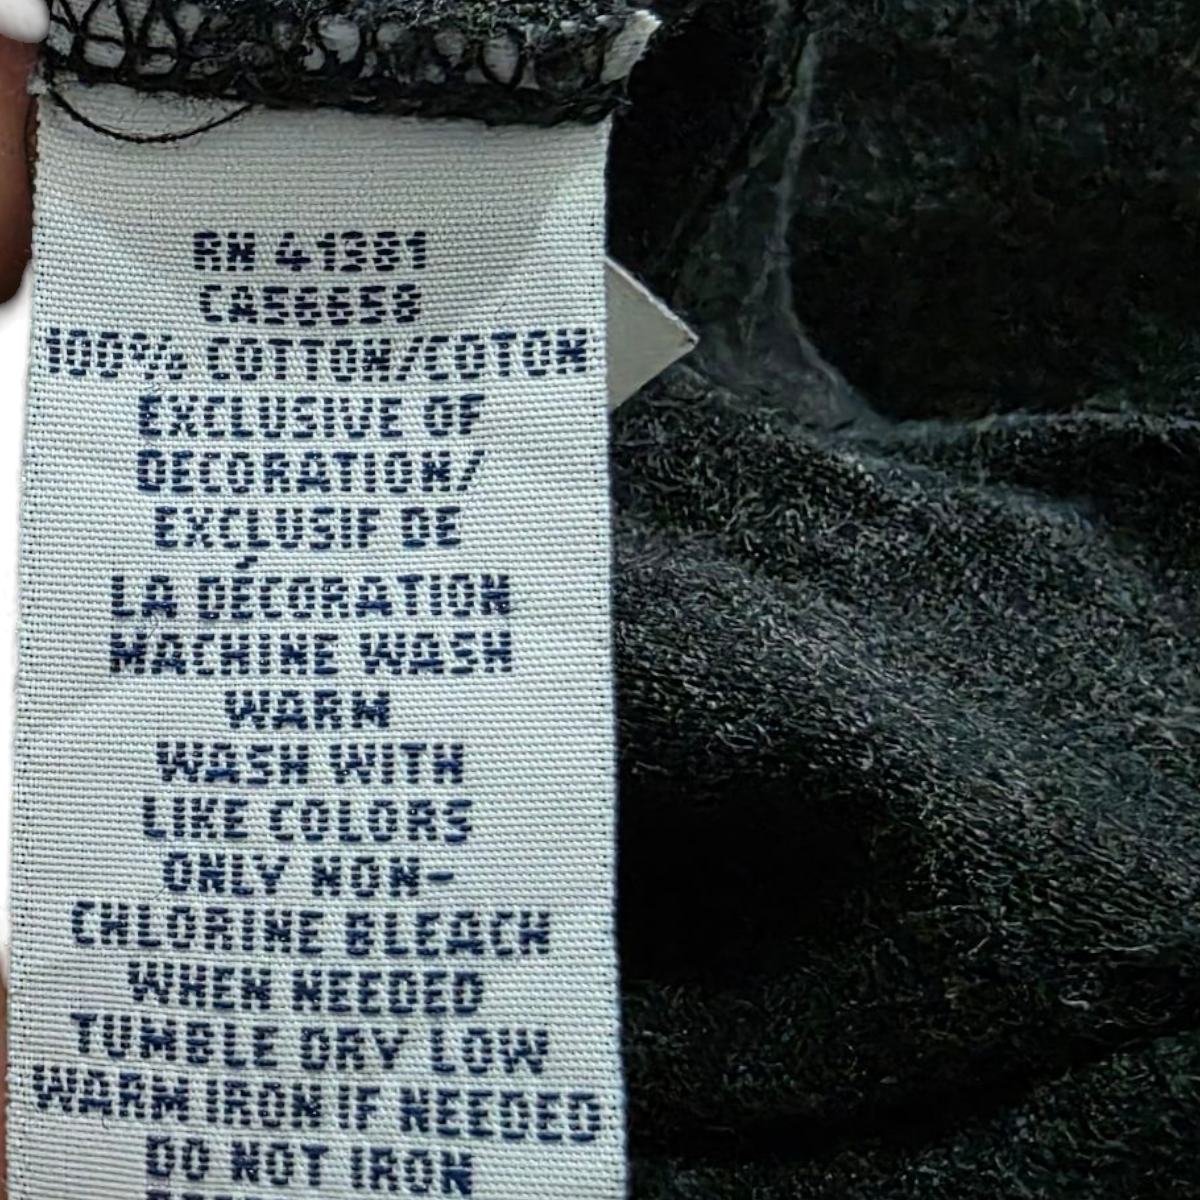 RN 41381
CA56658
100% COTTON/COTON
EXCLUSIVE OF
DECORATION/
EXCLUSIF DE
LA DÉCORATION
MACHINE WASH
WARM
WASH WITH
LIKE COLORS
ONLY NON-
CHLORINE BLEACH
WHEN NEEDED
TUMBLE DRY LOW
WARM IRON IF NEEDED
DO NOT IRON